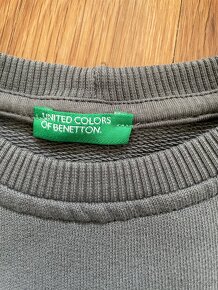 UNITED COLORS
OF BENETTON.